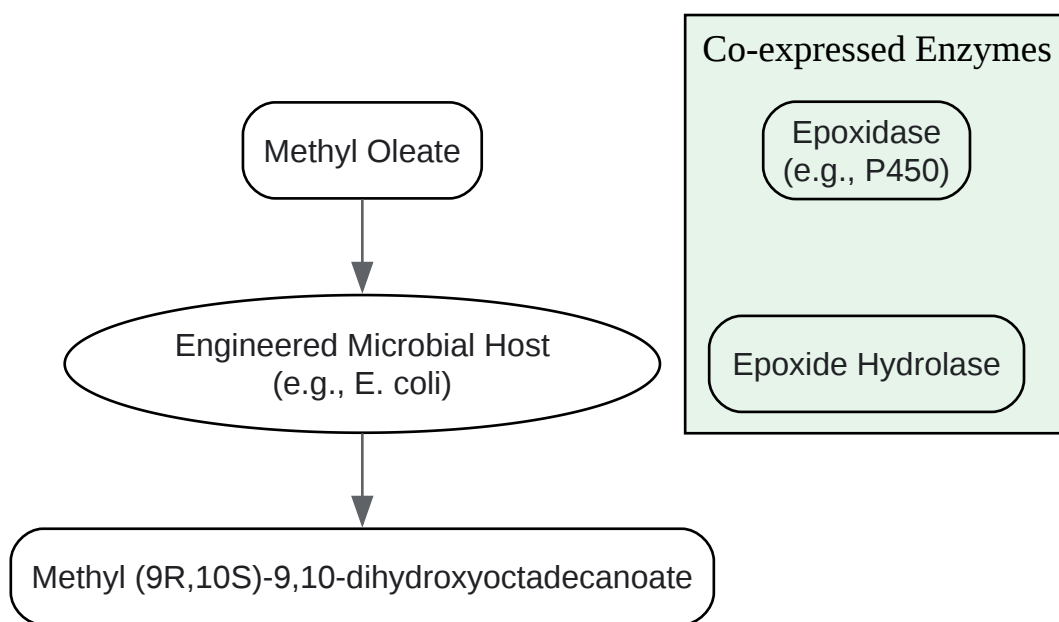 Co-expressed Enzymes
Methyl Oleate
Epoxidase
(e.g., P450)
Engineered Microbial Host
(e.g., E. coli)
Epoxide Hydrolase
Methyl (9R,10S)-9,10-dihydroxyoctadecanoate